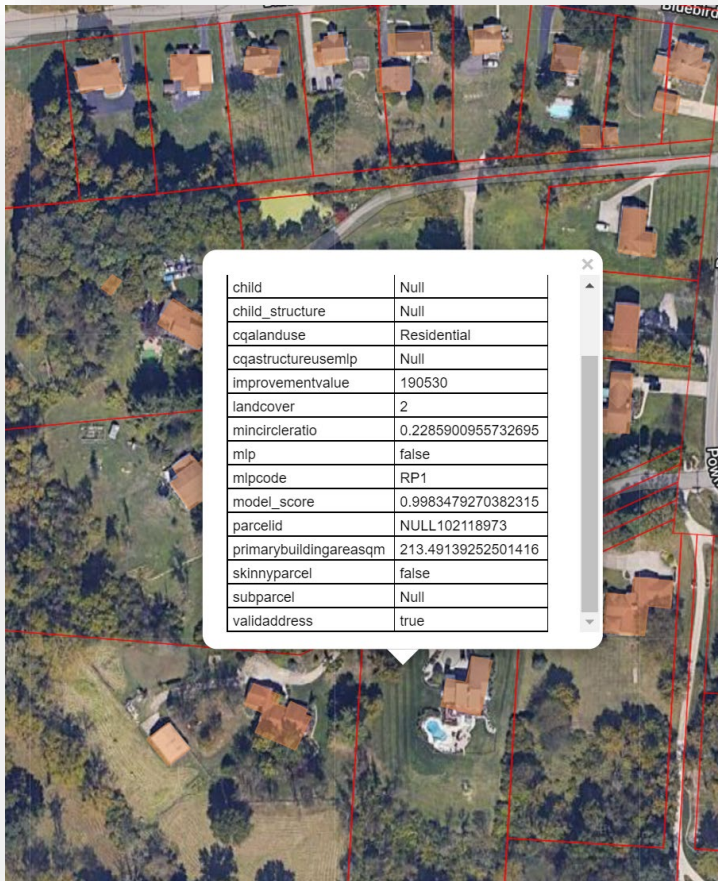 Bluebird
×
child Null
child_structure Null
cqalanduse Residential
cqastructureusemlp Null
improvementvalue 190530
landcover 2
mincircleratio 0.2285900955732695
mlp false
mlpcode RP1
model_score 0.9983479270382315
parcelid NULL102118973
primarybuildingareasqm 213.49139252501416
skinnyparcel false
subparcel Null
validaddress true